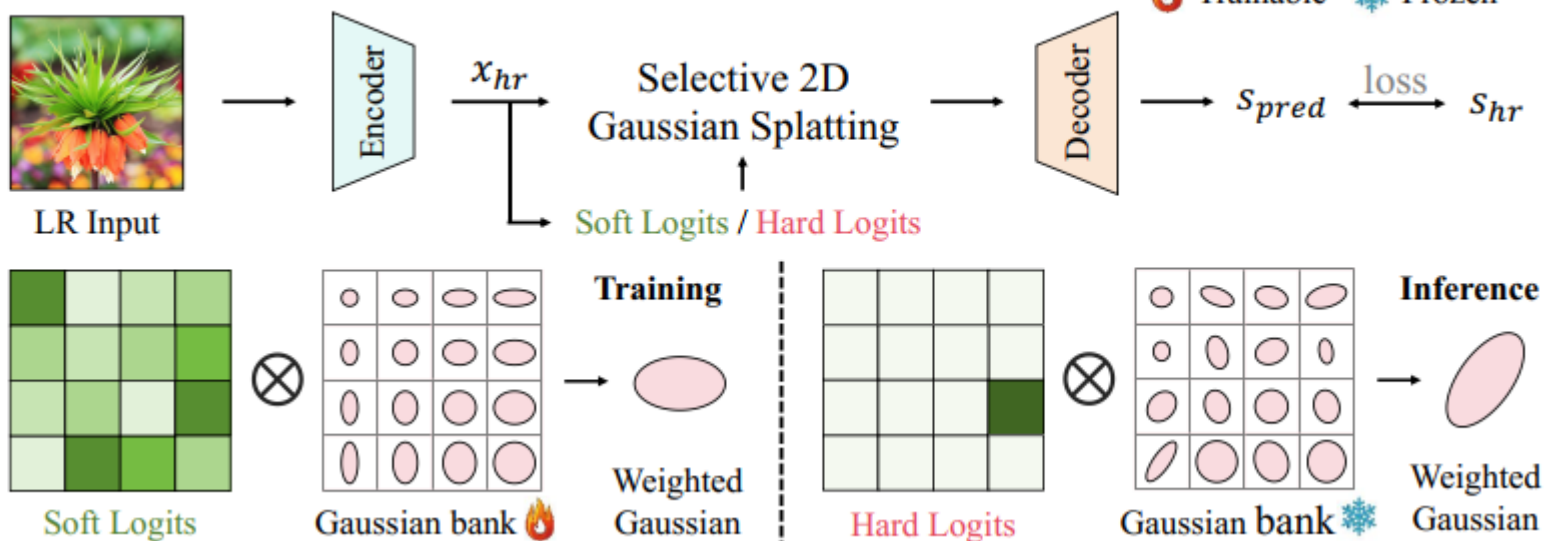 Trainable Frozen
Encoder
x_hr
Selective 2D
Gaussian Splatting
Decoder
s_pred
loss
s_hr
LR Input
Soft Logits / Hard Logits
Training
Inference
Weighted
Gaussian
Weighted
Gaussian
Soft Logits
Gaussian bank
Hard Logits
Gaussian bank